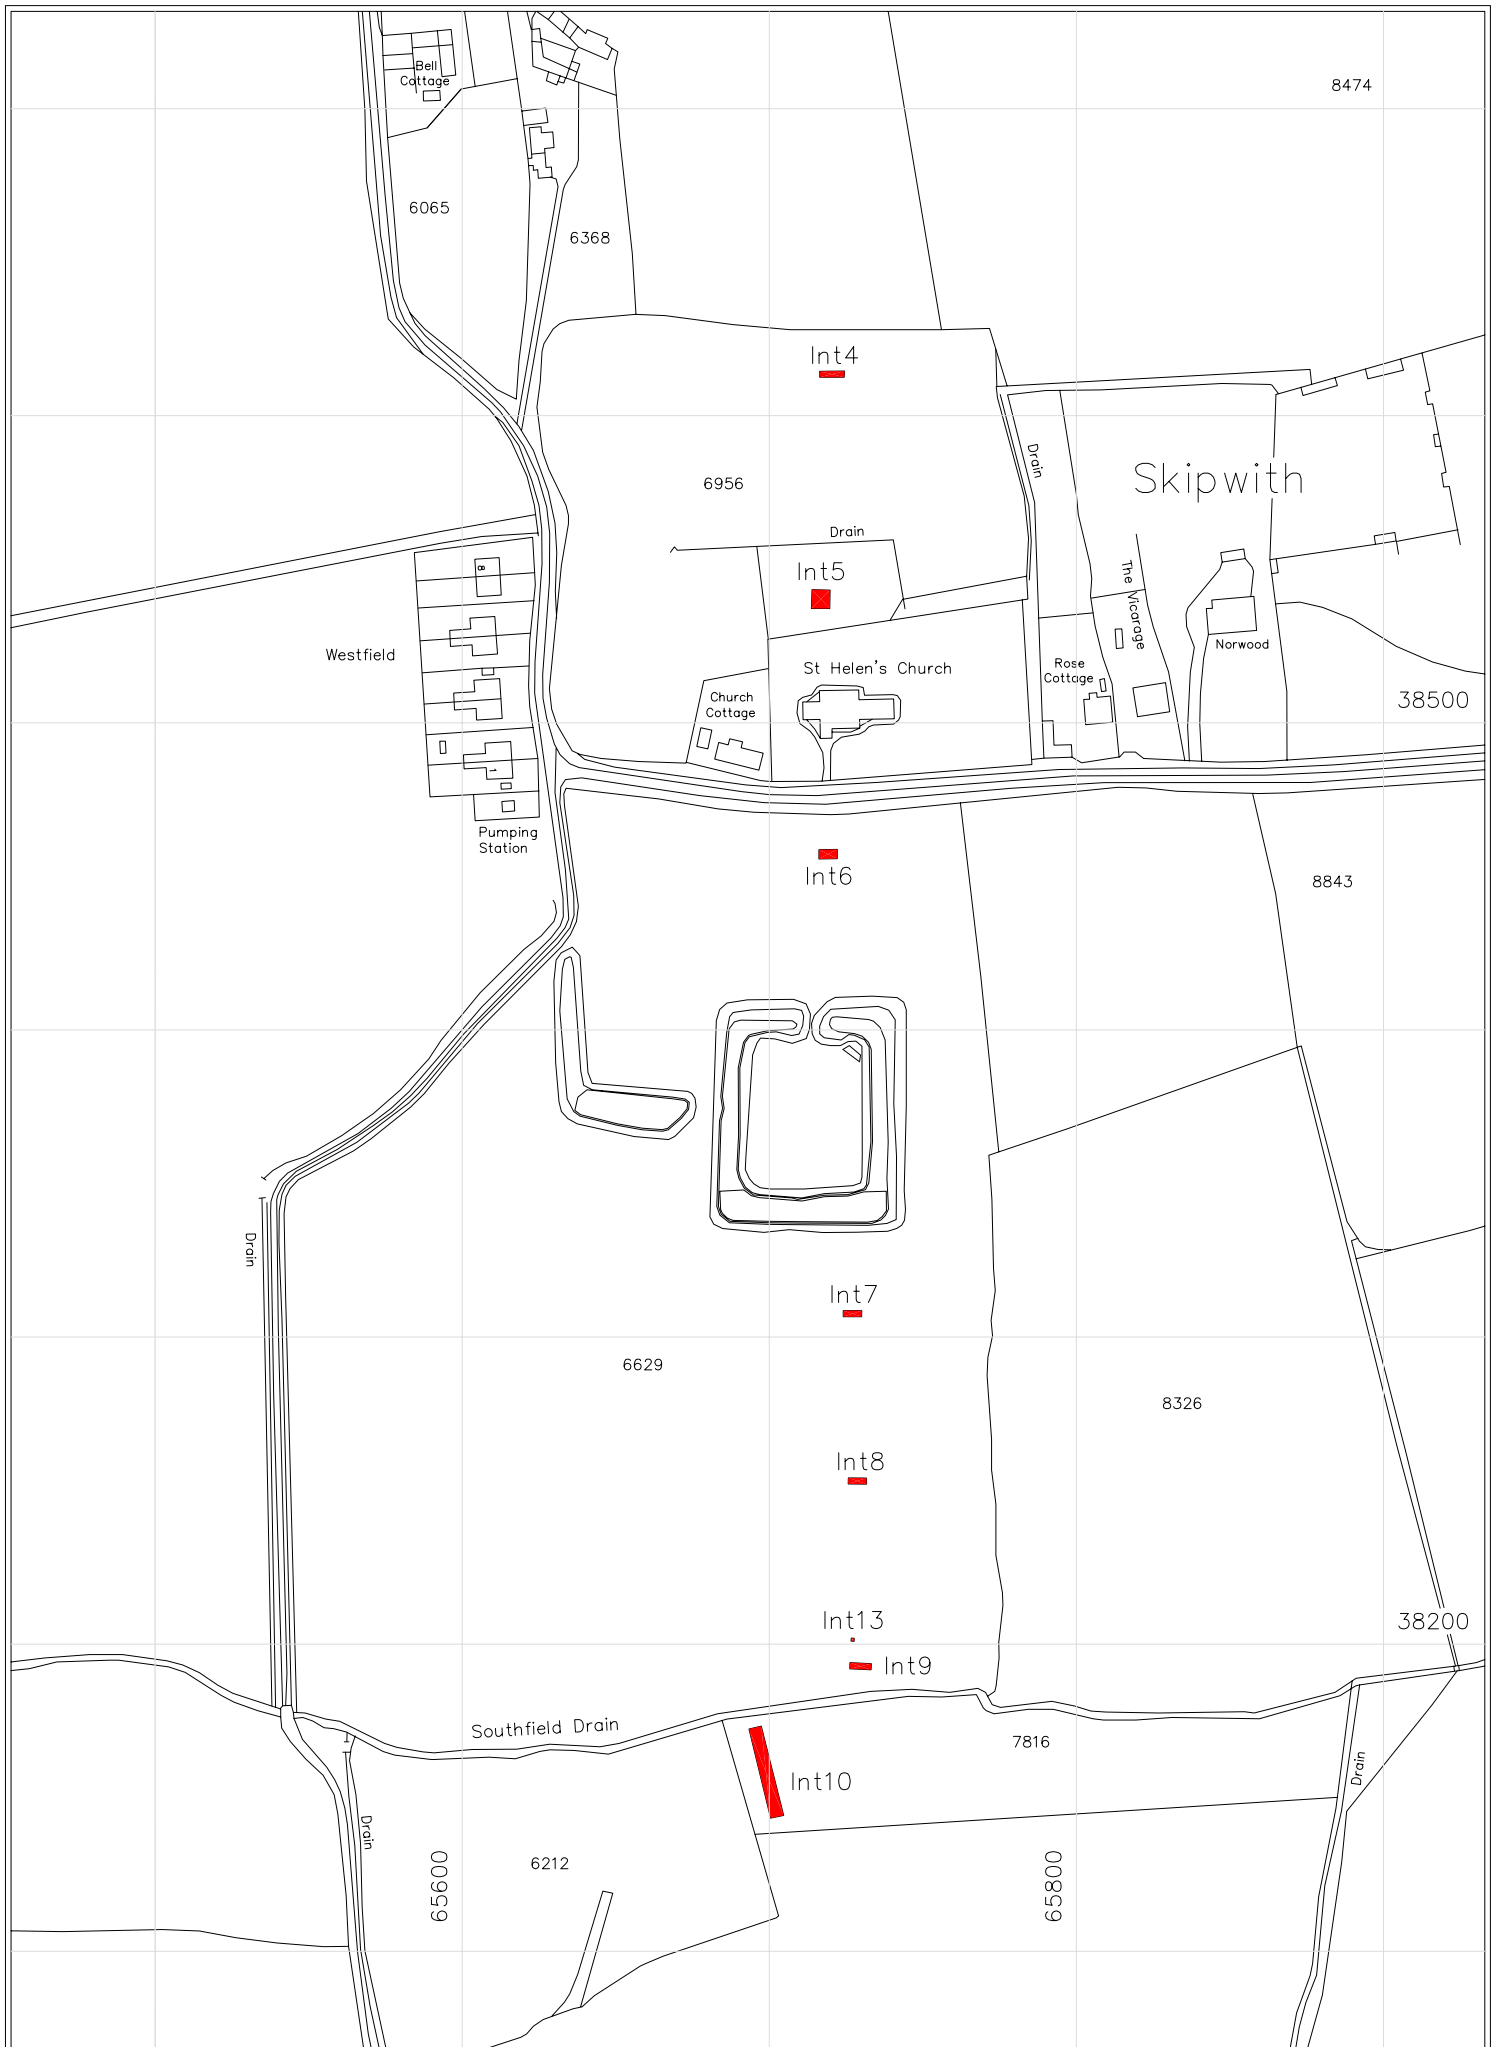 8474
Bell
Cottage
6065
6368
Int4
Drain
6956
Skipwith
Drain
Int5
8
The Vicarage
Westfield
Norwood
St Helen's Church
Rose
Cottage
Church
Cottage
38500
1
Pumping
Station
Int6
8843
Drain
Int7
6629
8326
Int8
Int13
38200
Int9
Southfield Drain
7816
Int10
Drain
Drain
6212
65600
65800